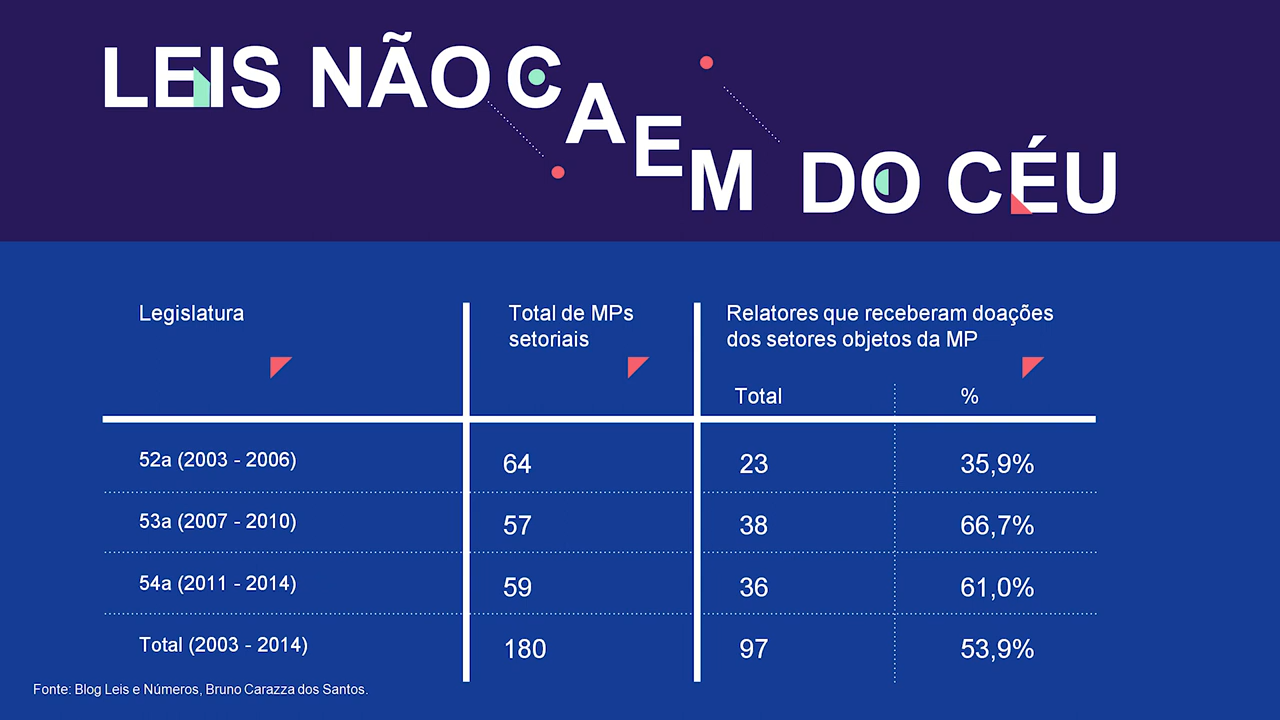 LEIS NÃO CAEM DO CÉU
Legislatura
Total de MPs
setoriais
Relatores que receberam doações
dos setores objetos da MP
Total %
52a (2003 - 2006) 64 23 35,9%
53a (2007 - 2010) 57 38 66,7%
54a (2011 - 2014) 59 36 61,0%
Total (2003 - 2014) 180 97 53,9%
Fonte: Blog Leis e Números, Bruno Carazza dos Santos.